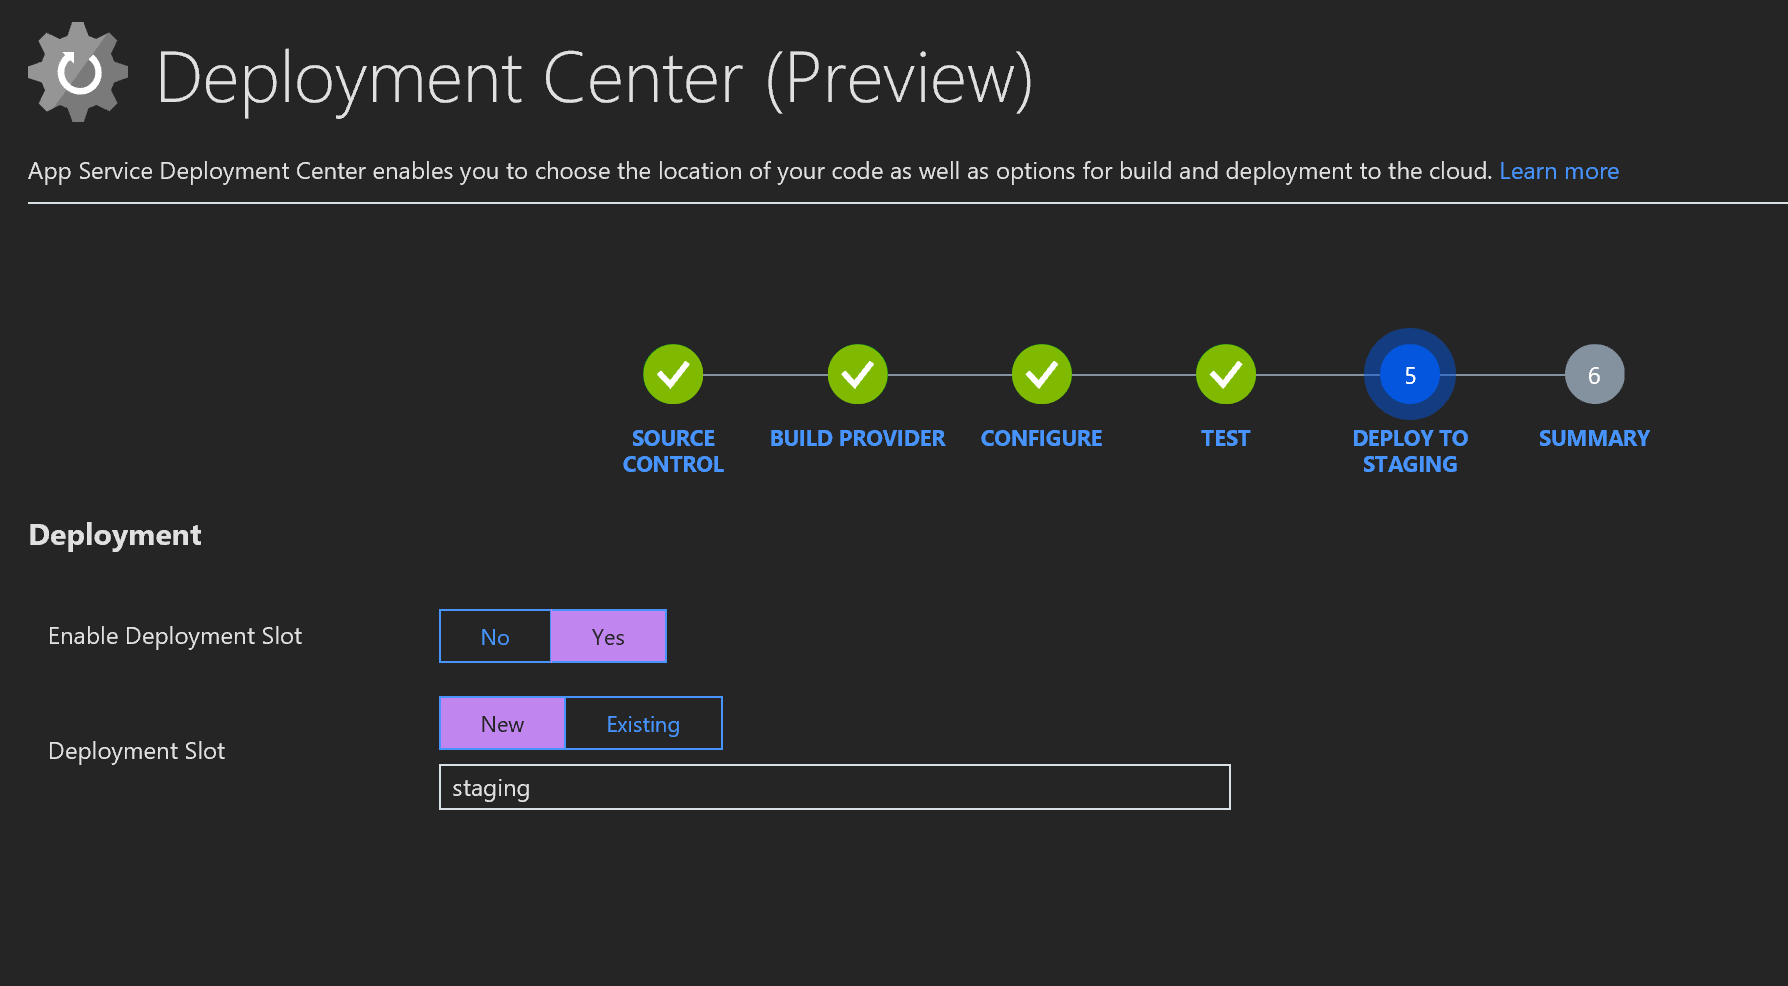 Deployment Center (Preview)
App Service Deployment Center enables you to choose the location of your code as well as options for build and deployment to the cloud. Learn more
5
6
SOURCE CONTROL
BUILD PROVIDER
CONFIGURE
TEST
DEPLOY TO STAGING
SUMMARY
Deployment
Enable Deployment Slot
No
Yes
Deployment Slot
New
Existing
staging